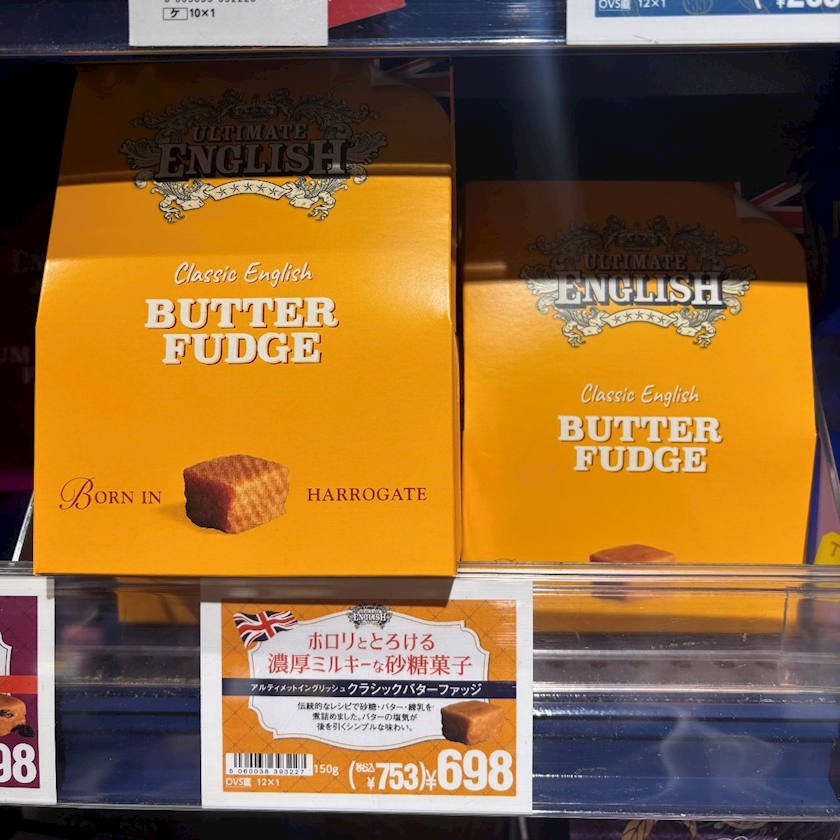 ケ 10×1
OVS産 12×1
ULTIMATE
ENGLISH
Classic English
BUTTER
FUDGE
BORN IN
HARROGATE
ULTIMATE
ENGLISH
Classic English
BUTTER
FUDGE
ENGLISH
ホロリととろける
濃厚ミルキーな砂糖菓子
アルティメットイングリッシュ クラシックバターファッジ
伝統的なレシピで砂糖・バター・練乳を
煮詰めました。バターの塩気が
後を引くシンプルな味わい。
5 060038 393227 150g (税込¥753)¥698
12×1
98